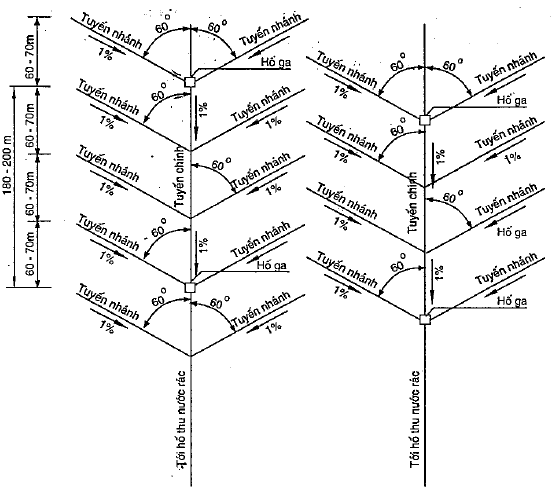 Tuyến nhánh
1%
60°
60°
Tuyến nhánh
1%
60 - 70m
Hố ga
60°
1%
Tuyến nhánh
1%
Tuyến nhánh
1%
60 - 70m
180 - 200 m
Tuyến chính
60°
Tuyến nhánh
1%
Tuyến nhánh
1%
60 - 70m
60°
1%
Tuyến nhánh
1%
Tuyến nhánh
1%
60 - 70m
Hố ga
60°
60°
Tuyến nhánh
1%
Tuyến nhánh
1%
Tới hố thu nước rác
60°
60°
Tuyến nhánh
1%
Tuyến nhánh
1%
Hố ga
60°
1%
Tuyến nhánh
1%
Tuyến nhánh
1%
Tuyến chính
60°
Tuyến nhánh
1%
Tuyến nhánh
Hố ga
60°
1%
Tuyến nhánh
1%
Tuyến nhánh
1%
Hố ga
Tới hố thu nước rác